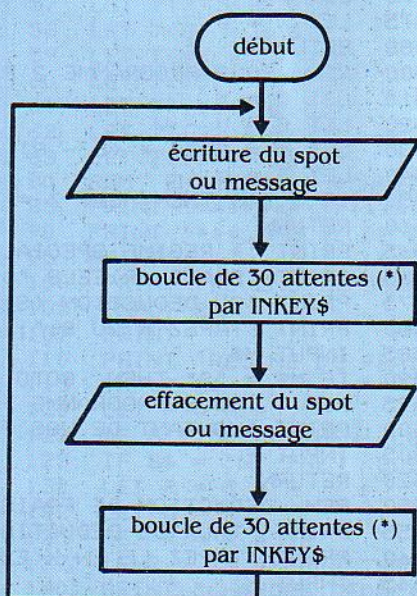 début
écriture du spot
ou message
boucle de 30 attentes (*)
par INKEY$
effacement du spot
ou message
boucle de 30 attentes (*)
par INKEY$